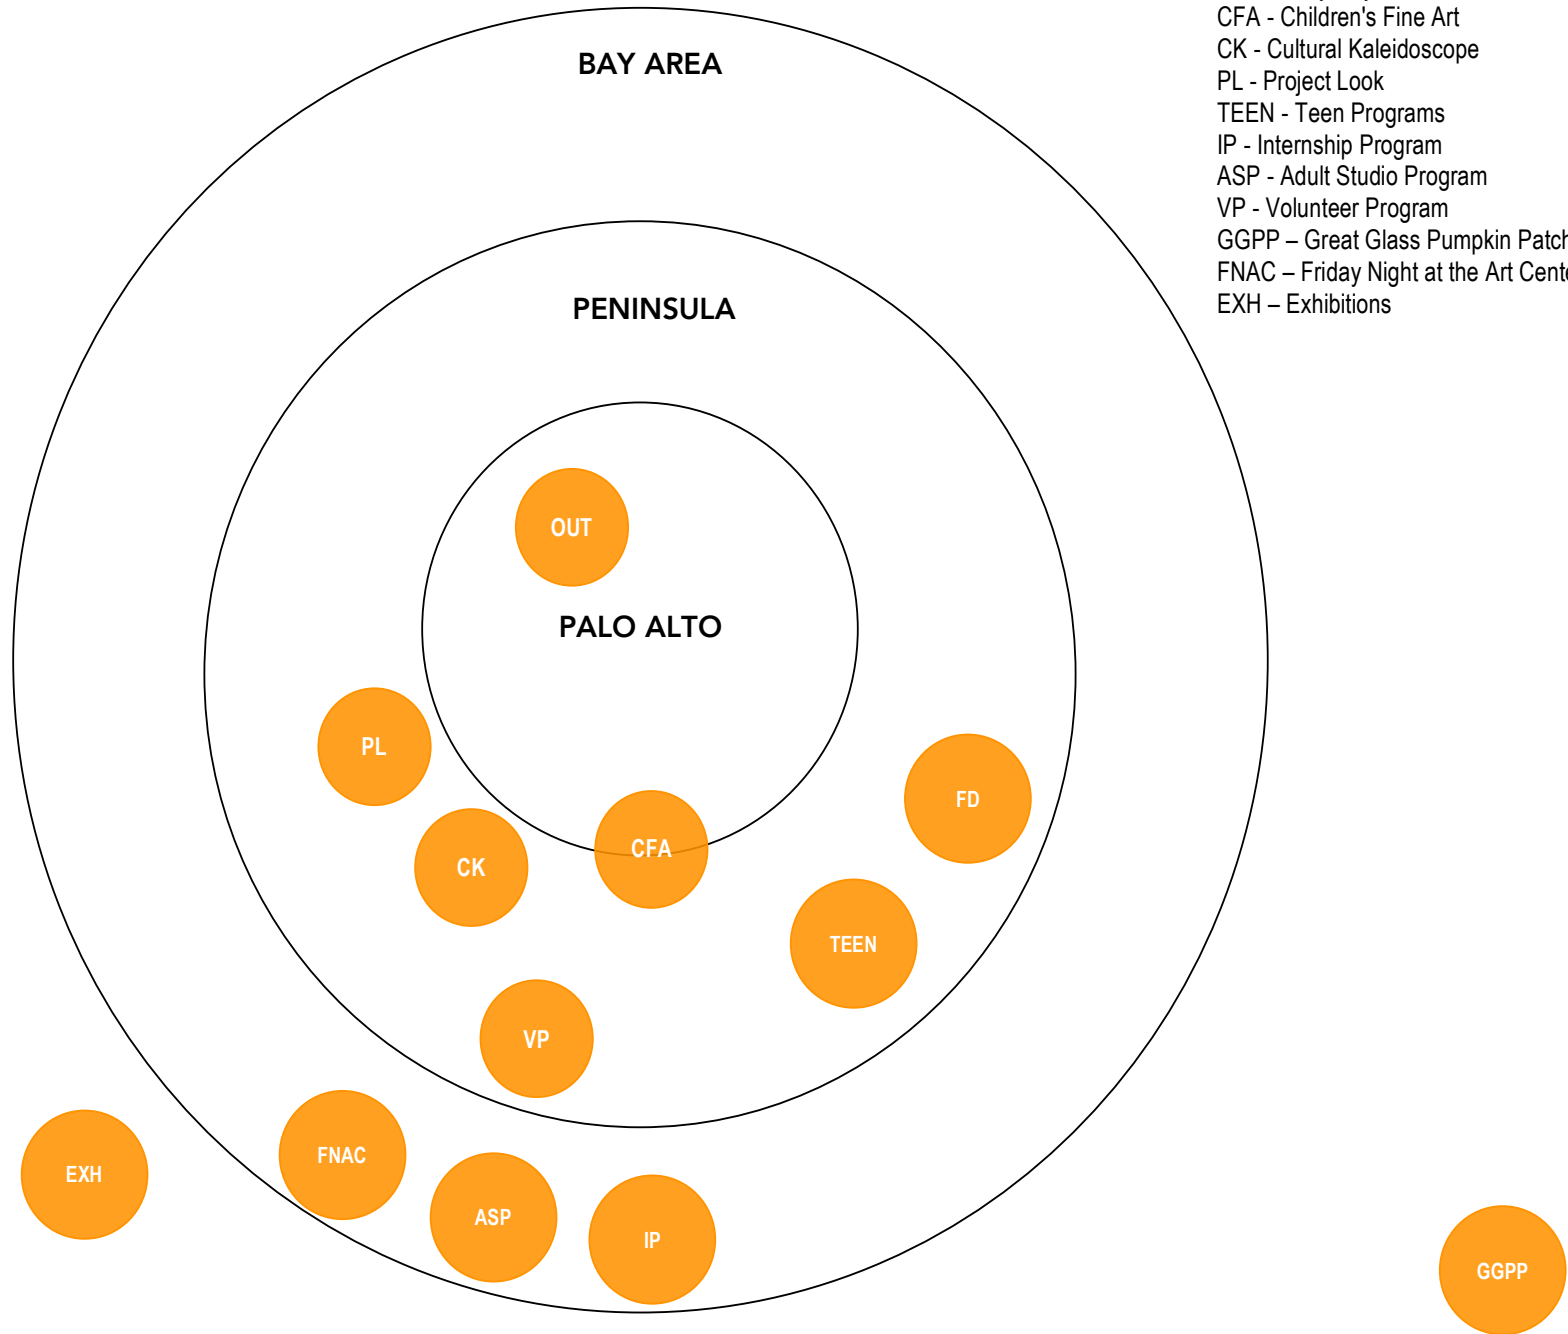 CFA - Children's Fine Art
CK - Cultural Kaleidoscope
PL - Project Look
TEEN - Teen Programs
IP - Internship Program
ASP - Adult Studio Program
VP - Volunteer Program
GGPP – Great Glass Pumpkin Patch
FNAC – Friday Night at the Art Cente
EXH – Exhibitions
BAY AREA
PENINSULA
OUT
PALO ALTO
PL
FD
CFA
CK
TEEN
VP
FNAC
EXH
ASP
IP
GGPP